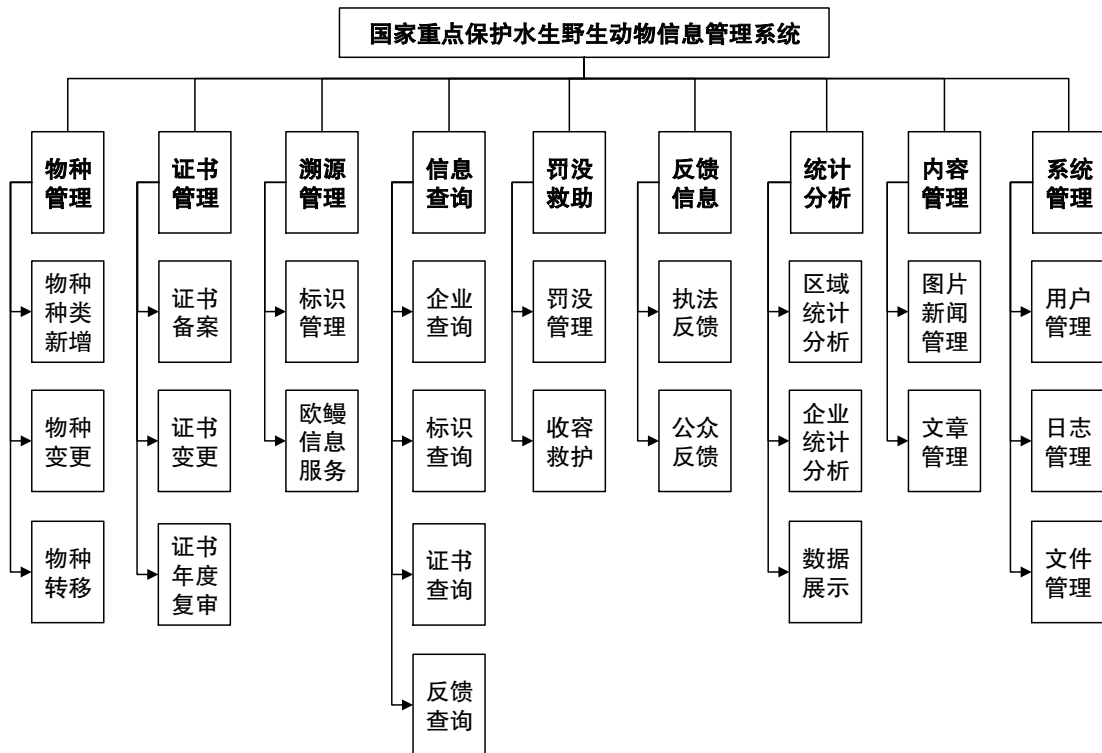 国家重点保护水生野生动物信息管理系统
物种
管理
证书
管理
溯源
管理
信息
查询
罚没
救助
反馈
信息
统计
分析
内容
管理
系统
管理
物种
种类
新增
证书
备案
标识
管理
企业
查询
罚没
管理
执法
反馈
区域
统计
分析
图片
新闻
管理
用户
管理
物种
变更
证书
变更
欧鳗
信息
服务
标识
查询
收容
救护
公众
反馈
企业
统计
分析
文章
管理
日志
管理
物种
转移
证书
年度
复审
证书
查询
数据
展示
文件
管理
反馈
查询